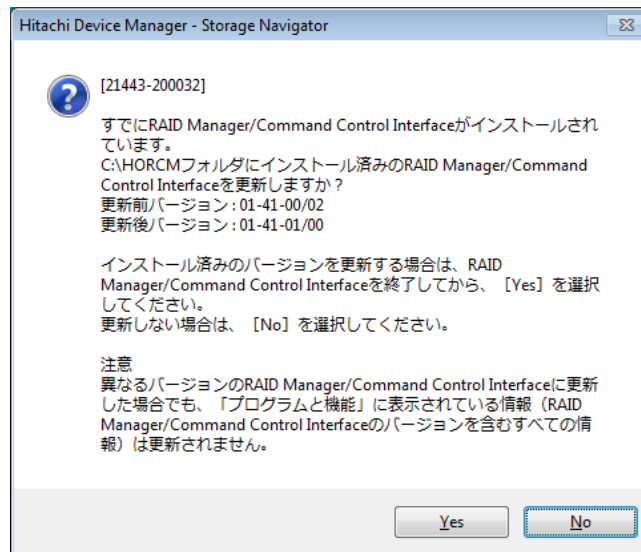 Hitachi Device Manager - Storage Navigator
[21443-200032]
すでにRAID Manager/Command Control Interfaceがインストールされ
ています。
C:\HORCMフォルダにインストール済みのRAID Manager/Command
Control Interfaceを更新しますか？
更新前バージョン : 01-41-00/02
更新後バージョン : 01-41-01/00
インストール済みのバージョンを更新する場合は、RAID
Manager/Command Control Interfaceを終了してから、［Yes］を選択
してください。
更新しない場合は、［No］を選択してください。
注意
異なるバージョンのRAID Manager/Command Control Interfaceに更新
した場合でも、「プログラムと機能」に表示されている情報（RAID
Manager/Command Control Interfaceのバージョンを含むすべての情
報）は更新されません。
Yes
No